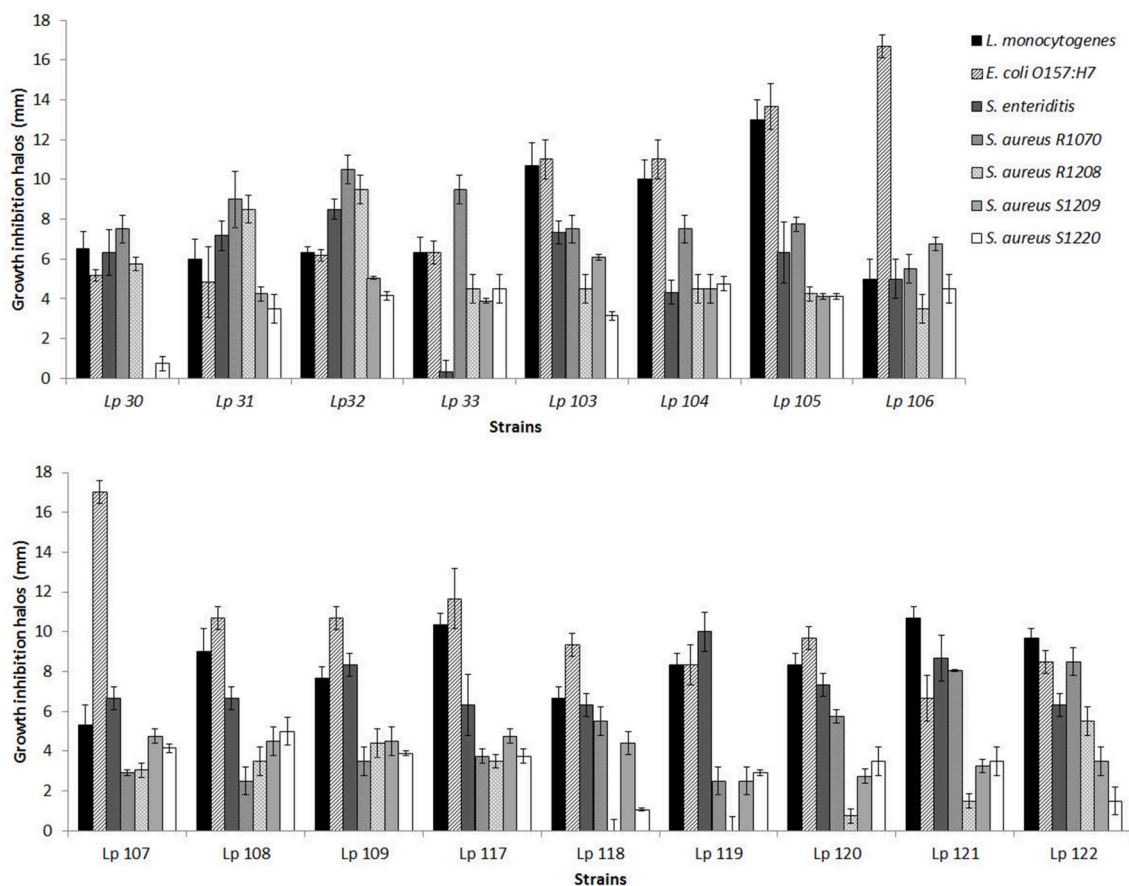 18
16
14
12
10
8
6
4
2
0
Growth inhibition halos (mm)
Lp 30 Lp 31 Lp32 Lp 33 Lp 103 Lp 104 Lp 105 Lp 106
Strains
L. monocytogenes
E. coli O157:H7
S. enteriditis
S. aureus R1070
S. aureus R1208
S. aureus S1209
S. aureus S1220
18
16
14
12
10
8
6
4
2
0
Growth inhibition halos (mm)
Lp 107 Lp 108 Lp 109 Lp 117 Lp 118 Lp 119 Lp 120 Lp 121 Lp 122
Strains